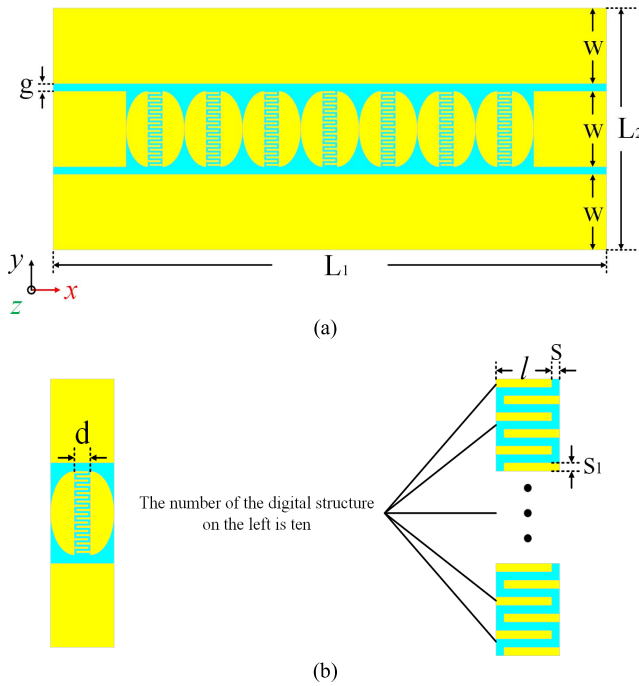 g
W
W
W
L2
L1
y
z
x
(a)
d
The number of the digital structure
on the left is ten
l
S
S1
(b)